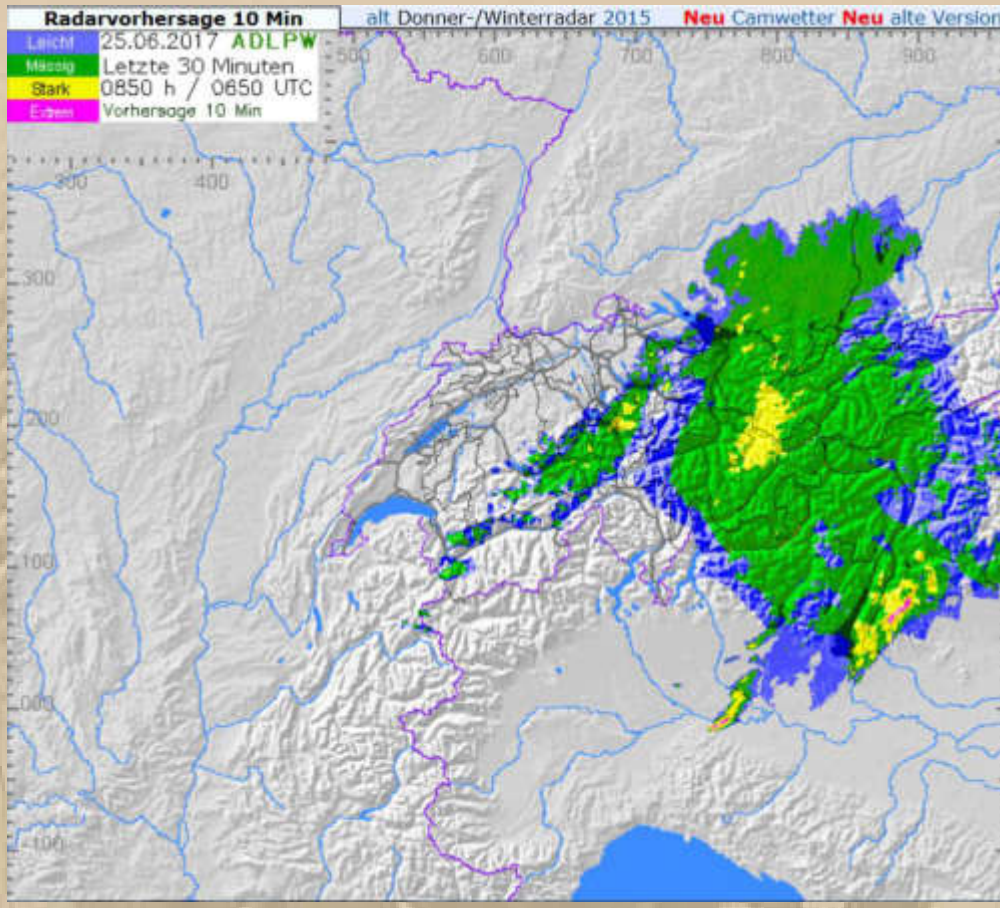 Radarvorhersage 10 Min
alt Donner-/Winterradar 2015 Neu Camwetter Neu alte Version
Leicht 25.06.2017 ADLPW
Mässig Letzte 30 Minuten
Stark 0850 h / 0650 UTC
Extrem Vorhersage 10 Min
500 600 700 800 900
300 400
300
200
100
000
-100